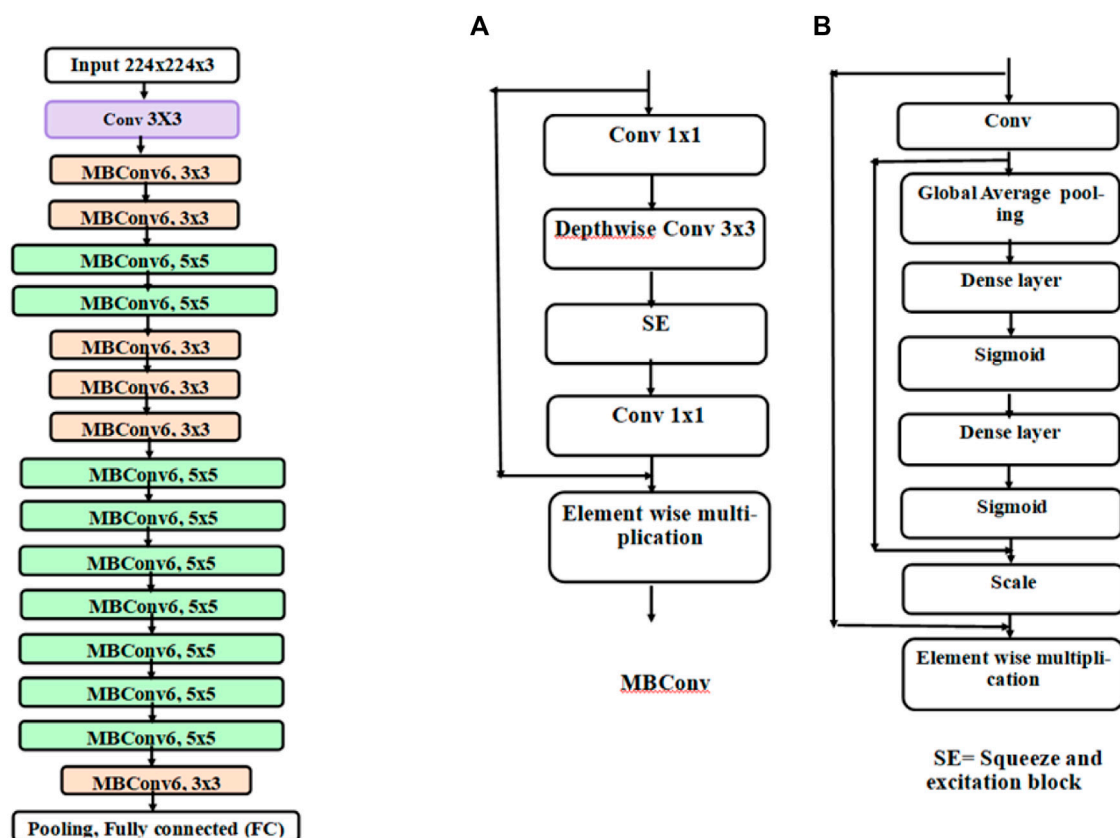 Input 224x224x3
Conv 3X3
MBConv6, 3x3
MBConv6, 3x3
MBConv6, 5x5
MBConv6, 5x5
MBConv6, 3x3
MBConv6, 3x3
MBConv6, 3x3
MBConv6, 5x5
MBConv6, 5x5
MBConv6, 5x5
MBConv6, 5x5
MBConv6, 5x5
MBConv6, 5x5
MBConv6, 5x5
MBConv6, 3x3
Pooling, Fully connected (FC)
A
Conv 1x1
Depthwise Conv 3x3
SE
Conv 1x1
Element wise multi-
plication
MBConv
B
Conv
Global Average pool-
ing
Dense layer
Sigmoid
Dense layer
Sigmoid
Scale
Element wise multipli-
cation
SE= Squeeze and
excitation block